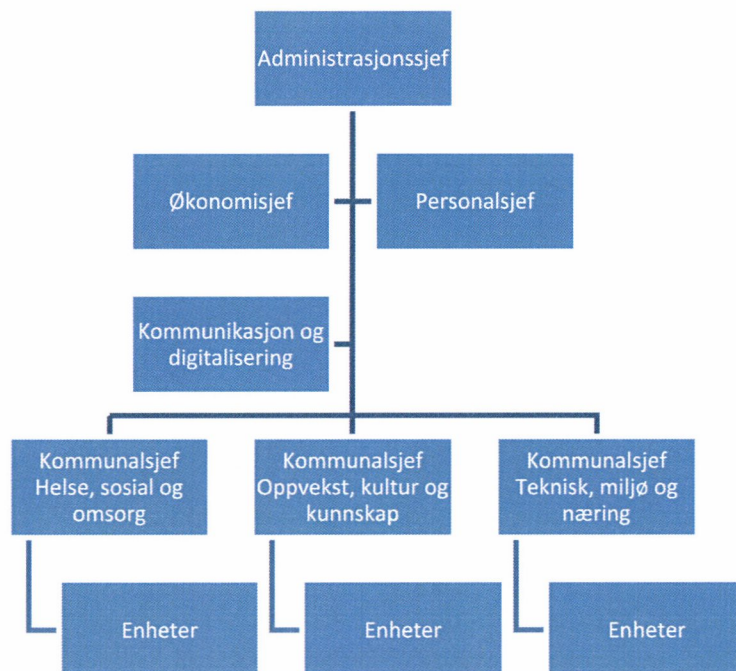 Administrasjonssjef
Økonomisjef
Personalsjef
Kommunikasjon og
digitalisering
Kommunalsjef
Helse, sosial og
omsorg
Kommunalsjef
Oppvekst, kultur og
kunnskap
Kommunalsjef
Teknisk, miljø og
næring
Enheter
Enheter
Enheter